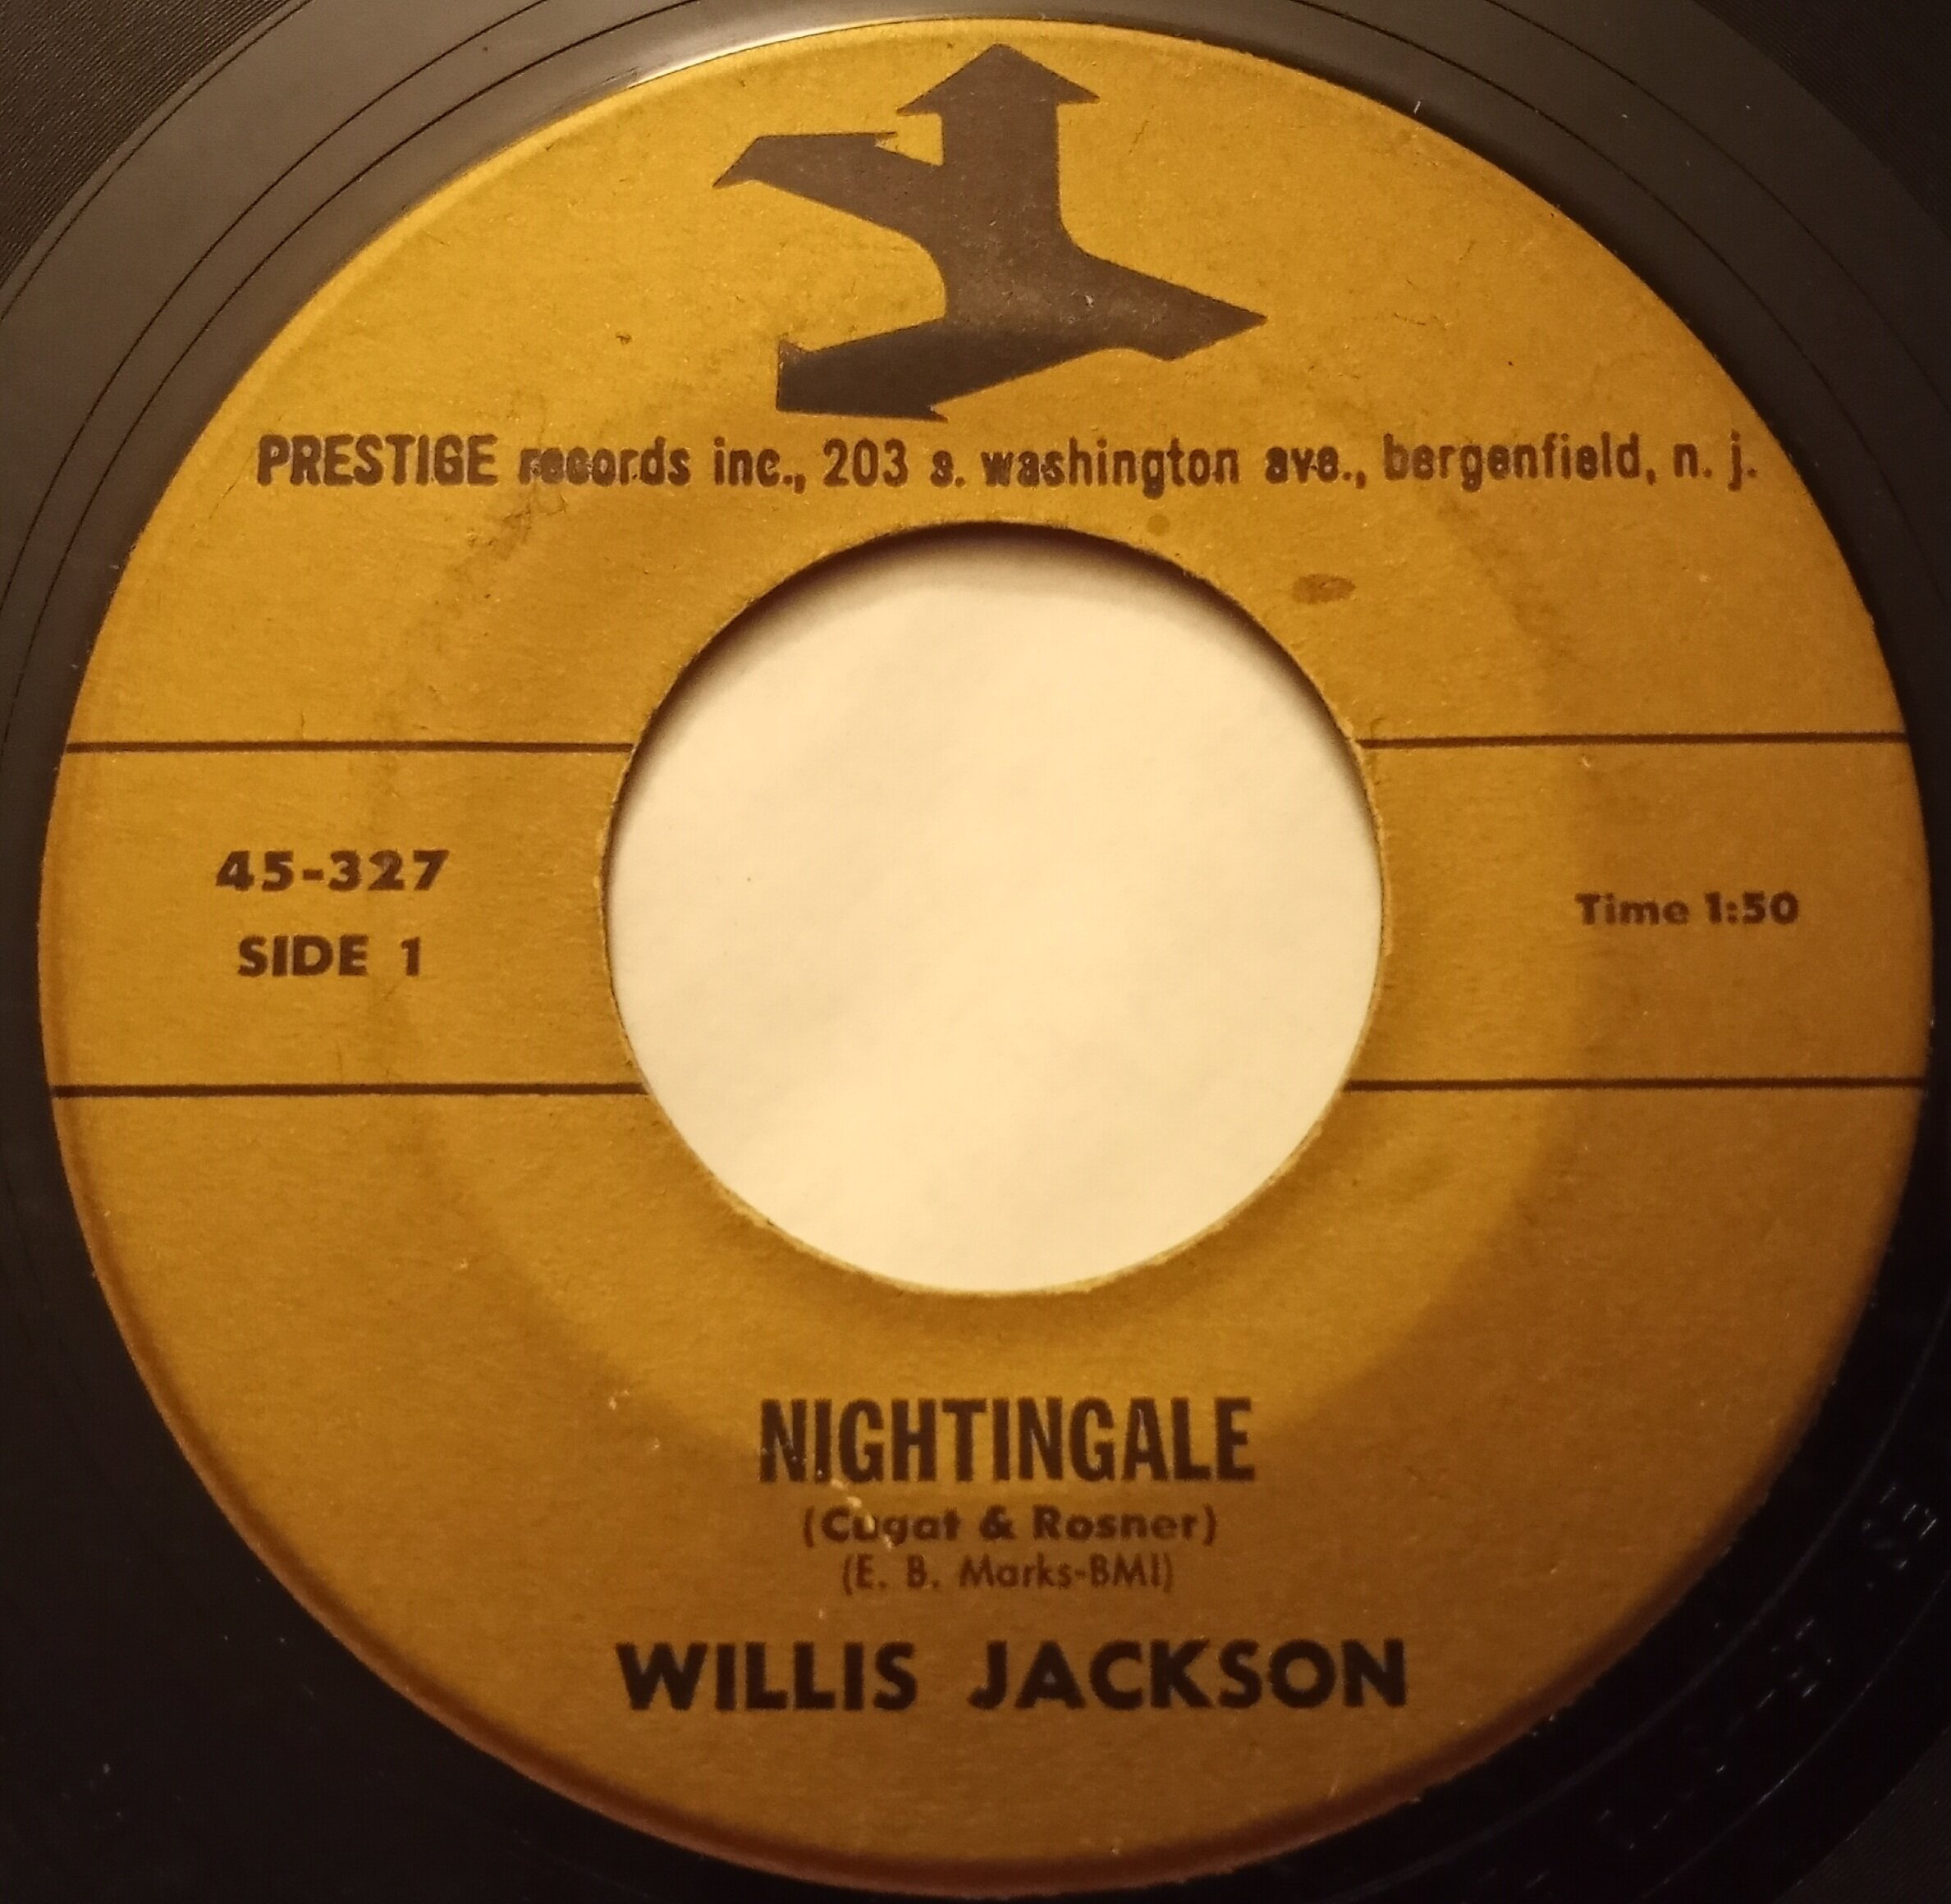 PRESTIGE records inc., 203 s. washington ave., bergenfield, n. j.
45-327
SIDE 1
Time 1:50
NIGHTINGALE
(Cugat & Rosner)
(E. B. Marks-BMI)
WILLIS JACKSON